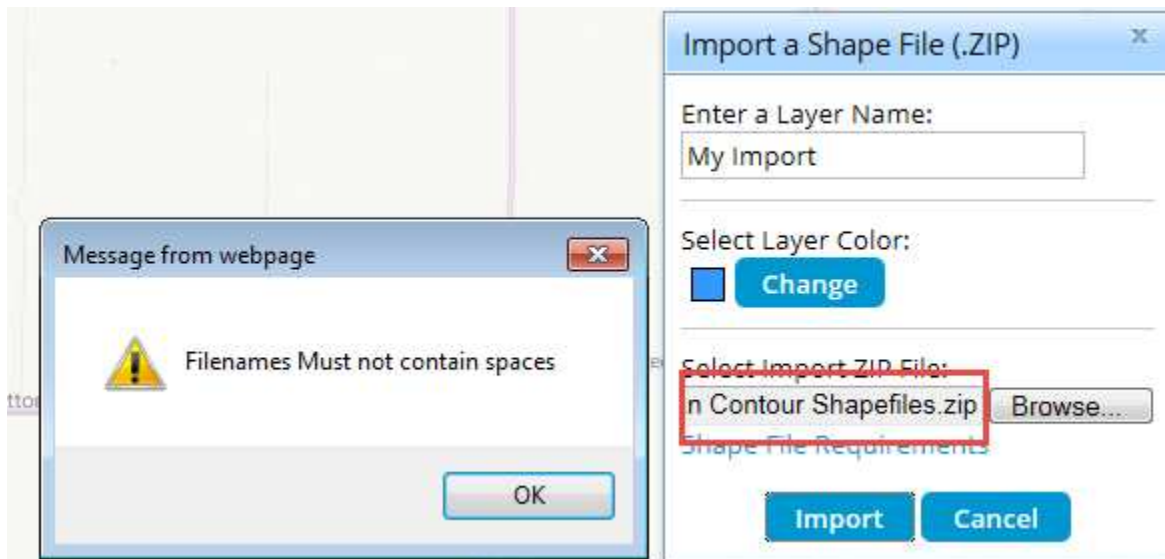 Import a Shape File (.ZIP)
x
Enter a Layer Name:
My Import
Select Layer Color:
Change
Message from webpage
Filenames Must not contain spaces
OK
Select Import ZIP File:
n Contour Shapefiles.zip
Browse...
Shape File Requirements
Import
Cancel